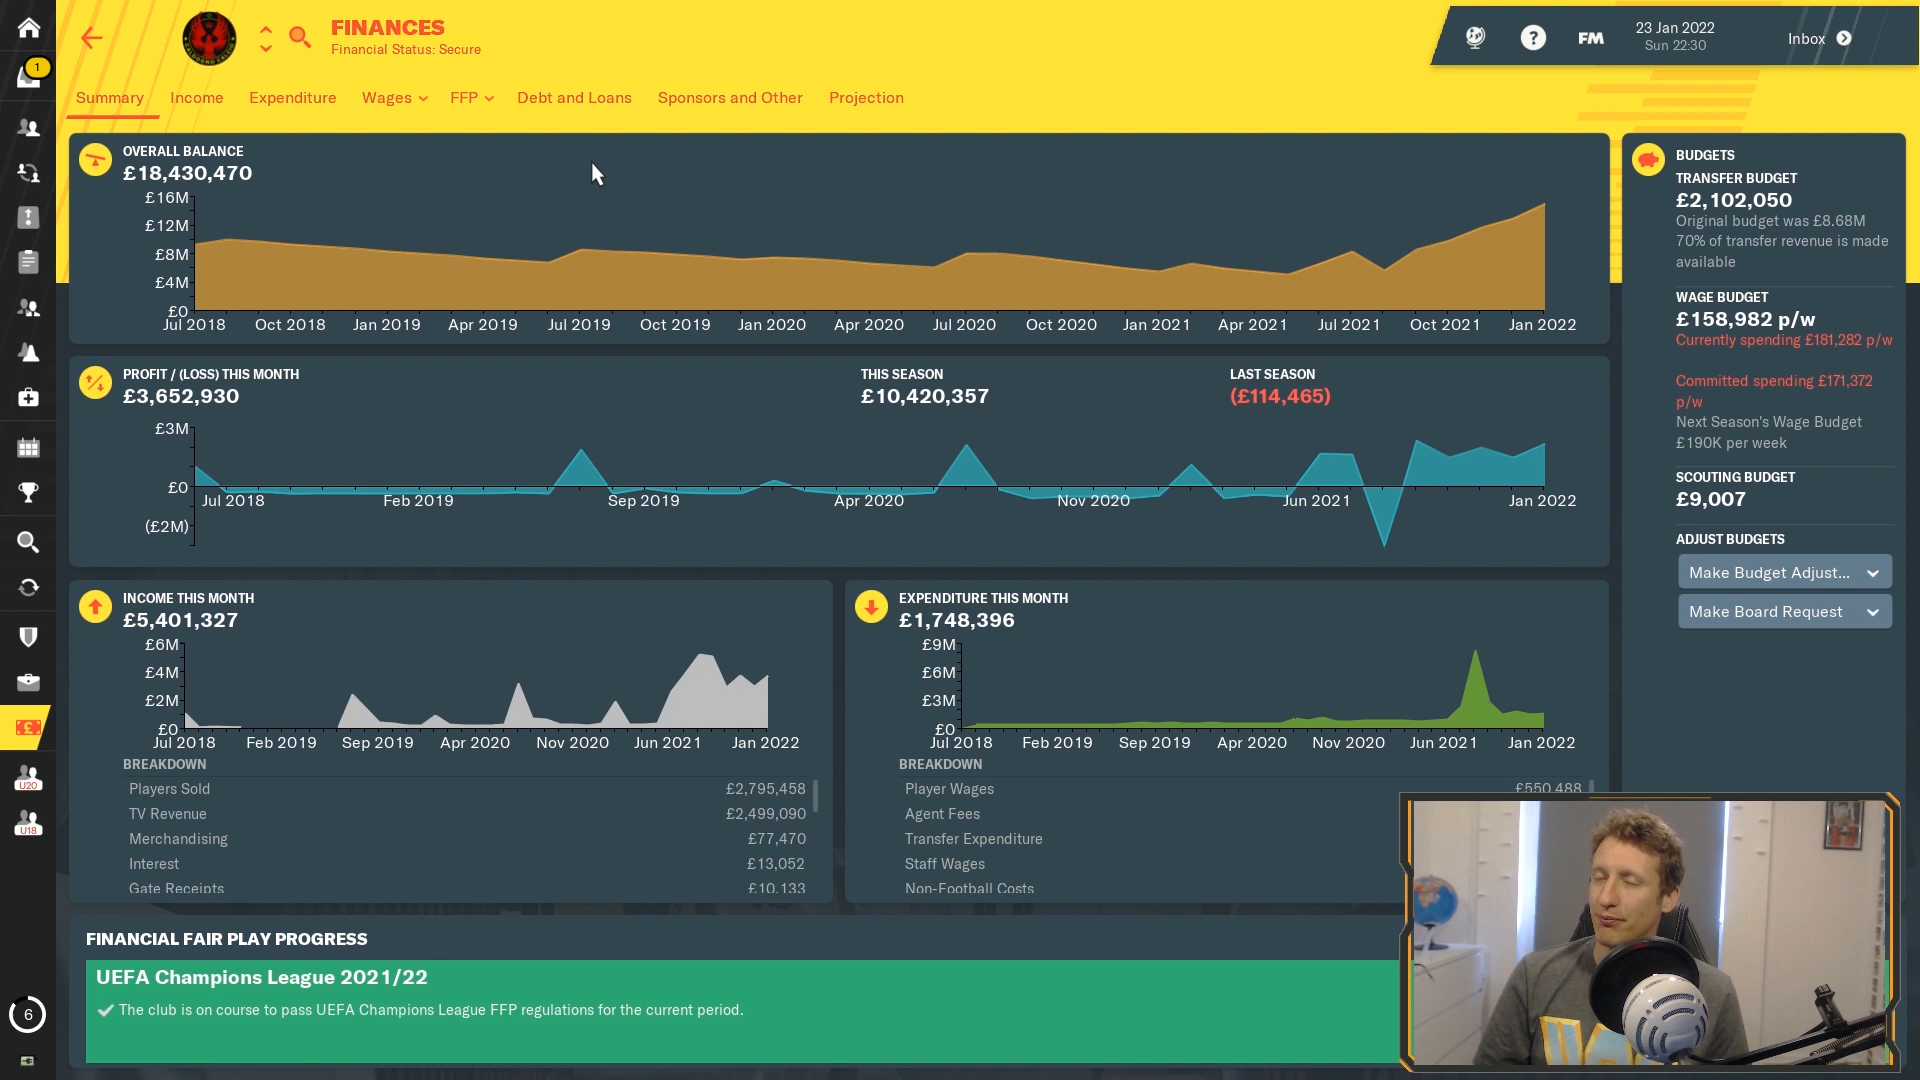 FINANCES
Financial Status: Secure
FM
23 Jan 2022
Sun 22:30
Inbox
1
Summary
Income
Expenditure
Wages
FFP
Debt and Loans
Sponsors and Other
Projection
OVERALL BALANCE
£18,430,470
£16M
£12M
£8M
£4M
£0
Jul 2018 Oct 2018 Jan 2019 Apr 2019 Jul 2019 Oct 2019 Jan 2020 Apr 2020 Jul 2020 Oct 2020 Jan 2021 Apr 2021 Jul 2021 Oct 2021 Jan 2022
PROFIT / (LOSS) THIS MONTH
£3,652,930
THIS SEASON
£10,420,357
LAST SEASON
(£114,465)
£3M
£0
(£2M)
Jul 2018 Feb 2019 Sep 2019 Apr 2020 Nov 2020 Jun 2021 Jan 2022
INCOME THIS MONTH
£5,401,327
£6M
£4M
£2M
£0
Jul 2018 Feb 2019 Sep 2019 Apr 2020 Nov 2020 Jun 2021 Jan 2022
BREAKDOWN
Players Sold £2,795,458
TV Revenue £2,499,090
Merchandising £77,470
Interest £13,052
Gate Receipts £10,133
EXPENDITURE THIS MONTH
£1,748,396
£9M
£6M
£3M
£0
Jul 2018 Feb 2019 Sep 2019 Apr 2020 Nov 2020 Jun 2021 Jan 2022
BREAKDOWN
Player Wages £550,488
Agent Fees
Transfer Expenditure
Staff Wages
Non-Football Costs
FINANCIAL FAIR PLAY PROGRESS
UEFA Champions League 2021/22
The club is on course to pass UEFA Champions League FFP regulations for the current period.
BUDGETS
TRANSFER BUDGET
£2,102,050
Original budget was £8.68M
70% of transfer revenue is made
available
WAGE BUDGET
£158,982 p/w
Currently spending £181,282 p/w
Committed spending £171,372
p/w
Next Season's Wage Budget
£190K per week
SCOUTING BUDGET
£9,007
ADJUST BUDGETS
Make Budget Adjust...
Make Board Request
U20
U18
6